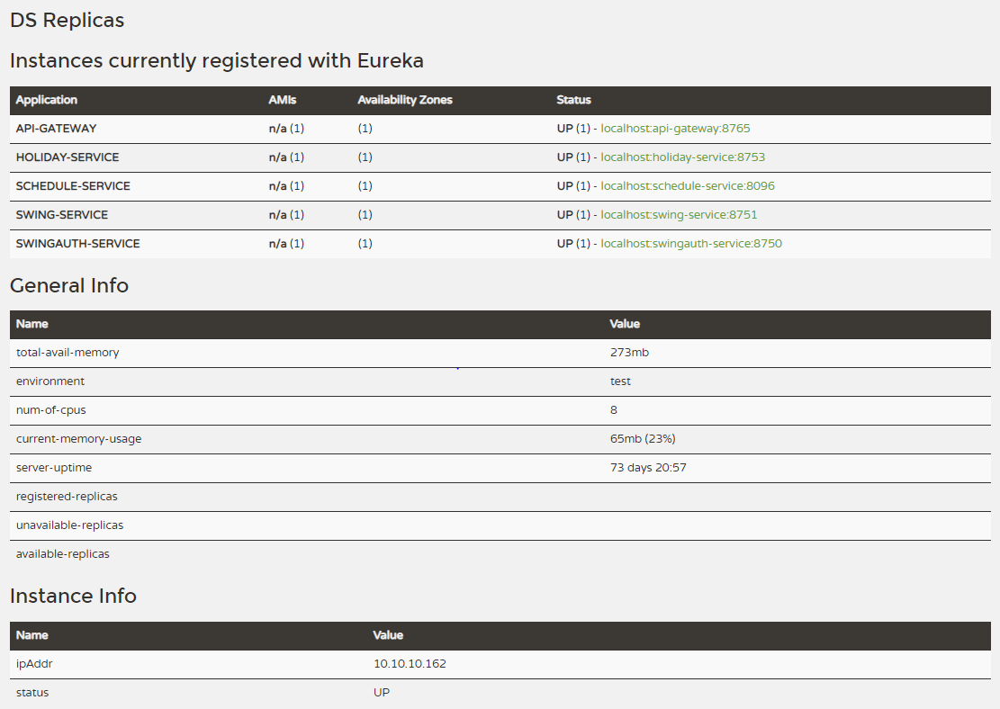 DS Replicas
Instances currently registered with Eureka
Application AMIs Availability Zones Status
API-GATEWAY n/a (1) (1) UP (1) - localhost:api-gateway:8765
HOLIDAY-SERVICE n/a (1) (1) UP (1) - localhost:holiday-service:8753
SCHEDULE-SERVICE n/a (1) (1) UP (1) - localhost:schedule-service:8096
SWING-SERVICE n/a (1) (1) UP (1) - localhost:swing-service:8751
SWINGAUTH-SERVICE n/a (1) (1) UP (1) - localhost:swingauth-service:8750
General Info
Name Value
total-avail-memory 273mb
environment test
num-of-cpus 8
current-memory-usage 65mb (23%)
server-uptime 73 days 20:57
registered-replicas
unavailable-replicas
available-replicas
Instance Info
Name Value
ipAddr 10.10.10.162
status UP